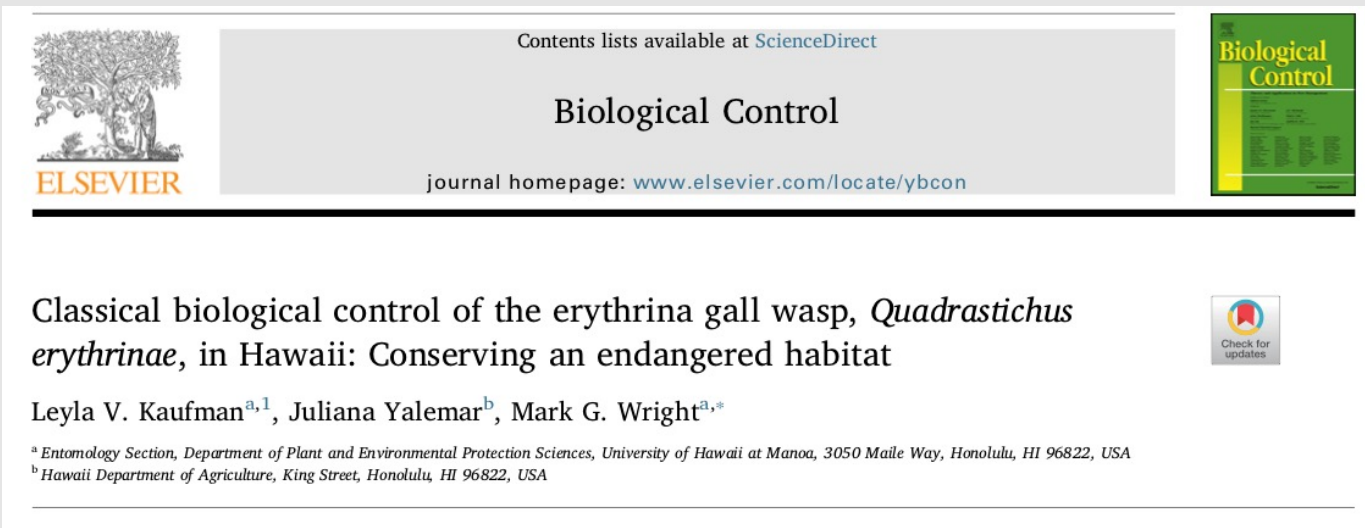 Contents lists available at ScienceDirect
Biological Control
journal homepage: www.elsevier.com/locate/ybcon
ELSEVIER
Biological
Control
Classical biological control of the erythrina gall wasp, Quadrastichus
erythrinae, in Hawaii: Conserving an endangered habitat
Check for
updates
Leyla V. Kaufmana,1, Juliana Yalemarb, Mark G. Wrighta,*
a Entomology Section, Department of Plant and Environmental Protection Sciences, University of Hawaii at Manoa, 3050 Maile Way, Honolulu, HI 96822, USA
b Hawaii Department of Agriculture, King Street, Honolulu, HI 96822, USA